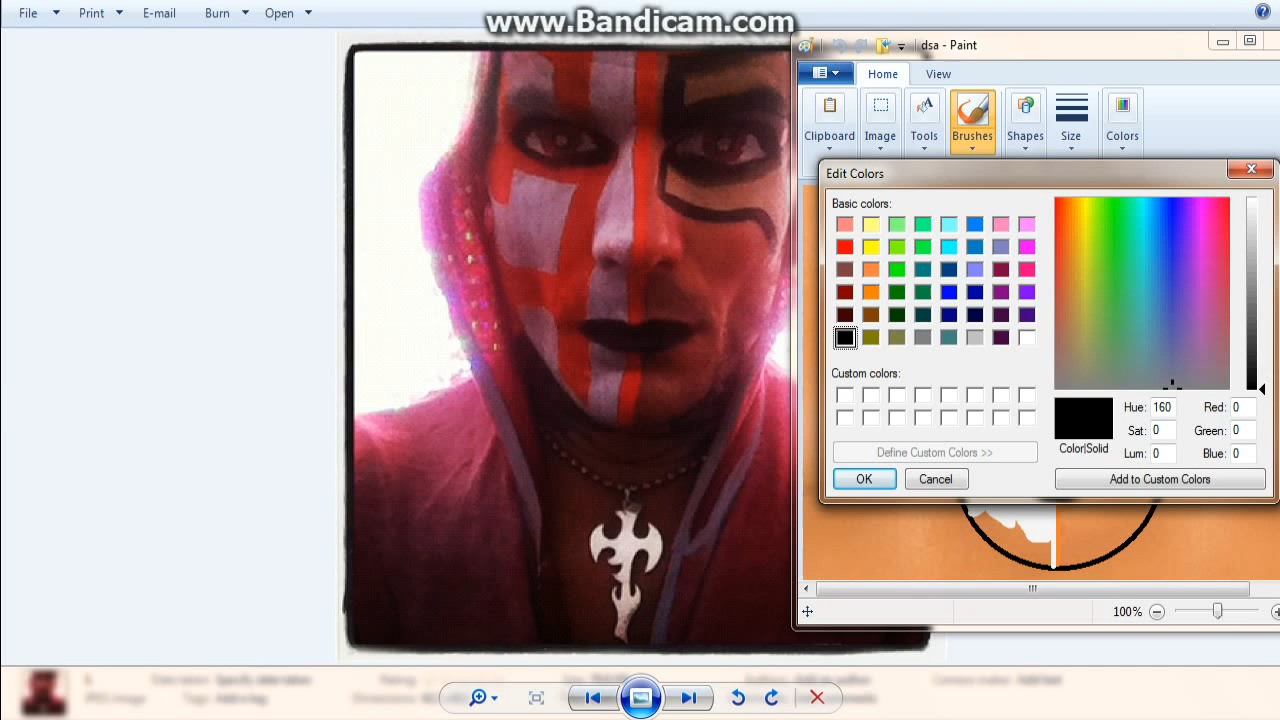 www.Bandicam.com
File Print E-mail Burn Open
dsa - Paint
Home View
Clipboard Image Tools Brushes Shapes Size Colors
Edit Colors
Basic colors:
Custom colors:
Define Custom Colors >>
OK Cancel
Color|Solid
Hue: 160 Red: 0
Sat: 0 Green: 0
Lum: 0 Blue: 0
Add to Custom Colors
100%